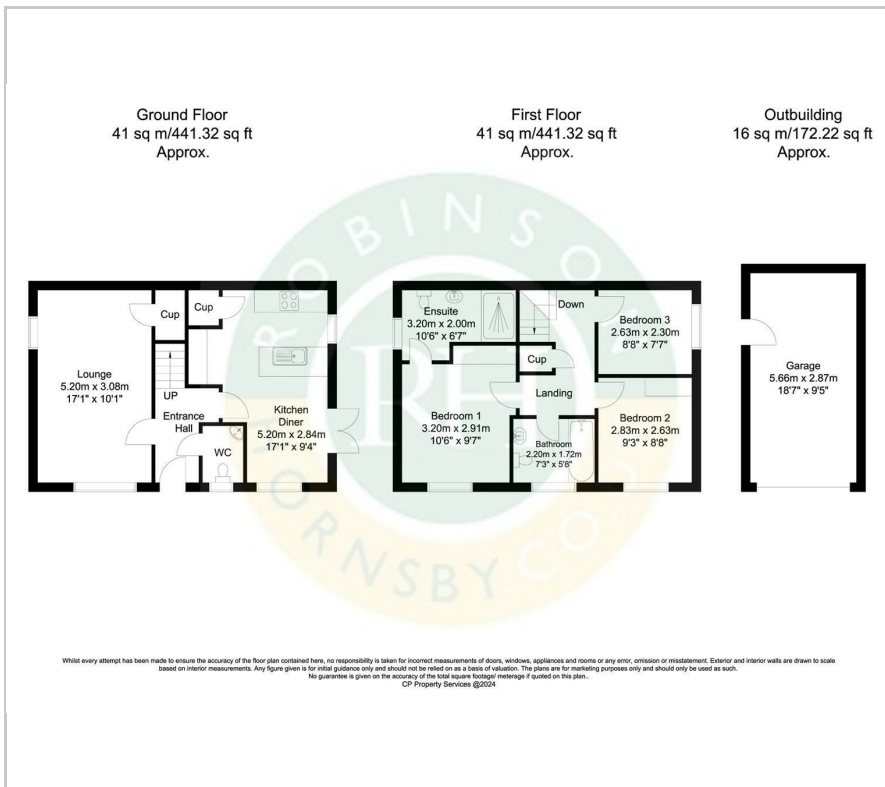 Ground Floor
41 sq m/441.32 sq ft
Approx.
First Floor
41 sq m/441.32 sq ft
Approx.
Outbuilding
16 sq m/172.22 sq ft
Approx.
Cup
Cup
Lounge
5.20m x 3.08m
17'1" x 10'1"
UP
Entrance
Hall
WC
Kitchen
Diner
5.20m x 2.84m
17'1" x 9'4"
Ensuite
3.20m x 2.00m
10'6" x 6'7"
Down
Bedroom 3
2.63m x 2.30m
8'8" x 7'7"
Cup
Landing
Bedroom 1
3.20m x 2.91m
10'6" x 9'7"
Bathroom
2.20m x 1.72m
7'3" x 5'8"
Bedroom 2
2.83m x 2.63m
9'3" x 8'8"
Garage
5.66m x 2.87m
18'7" x 9'5"
ROBINSON
RH
HORNSBY CO.UK
Whilst every attempt has been made to ensure the accuracy of the floor plan contained here, no responsibility is taken for incorrect measurements of doors, windows, appliances and rooms or any error, omission or misstatement. Exterior and interior walls are drawn to scale
based on interior measurements. Any figure given is for initial guidance only and should not be relied on as a basis of valuation. The plans are for marketing purposes only and should only be used as such.
No guarantee is given on the accuracy of the total square footage/ meterage if quoted on this plan..
CP Property Services @2024